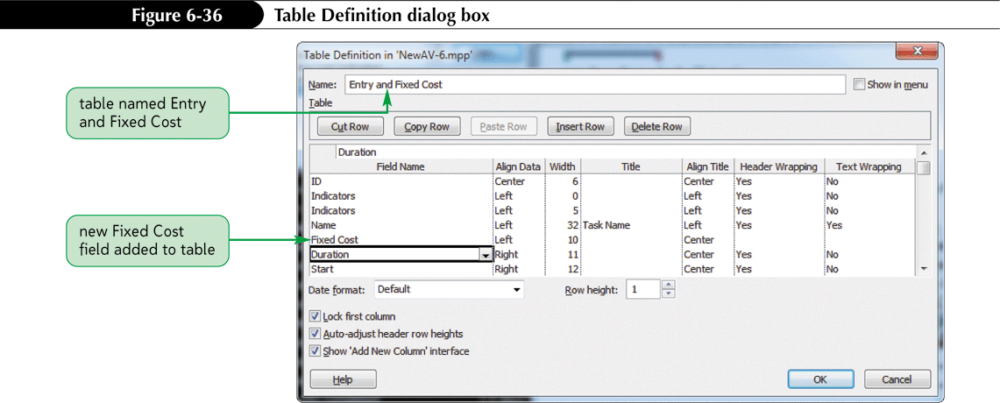 Figure 6-36 Table Definition dialog box
Table Definition in 'NewAV-6.mpp'
Name: Entry and Fixed Cost Show in menu
table named Entry
and Fixed Cost
Table
Cut Row Copy Row Paste Row Insert Row Delete Row
Duration
Field Name Align Data Width Title Align Title Header Wrapping Text Wrapping
ID Center 6 Center Yes No
Indicators Left 0 Left Yes No
Indicators Left 5 Left Yes No
Name Left 32 Task Name Left Yes Yes
new Fixed Cost
field added to table
Fixed Cost Left 10 Center
Duration Right 11 Center Yes No
Start Right 12 Center Yes No
Date format: Default Row height: 1
Lock first column
Auto-adjust header row heights
Show 'Add New Column' interface
Help OK Cancel